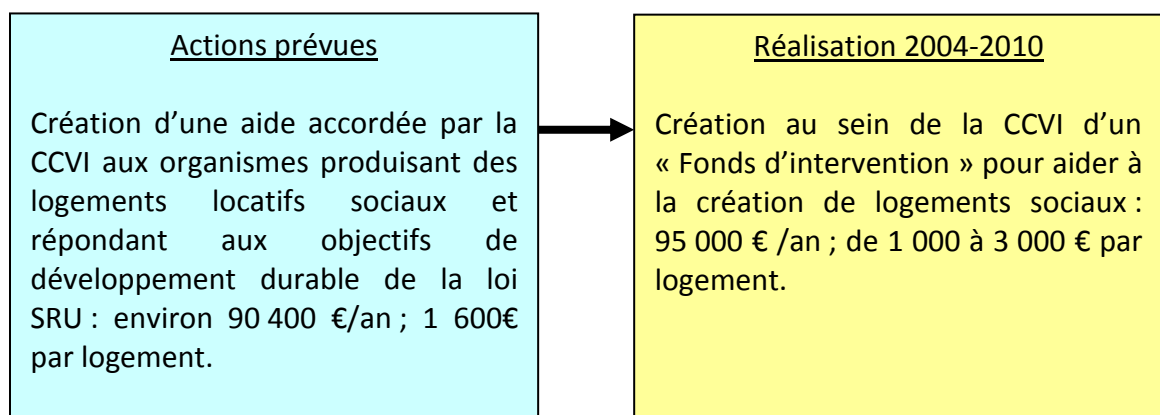 Actions prévues
Création d’une aide accordée par la
CCVI aux organismes produisant des
logements locatifs sociaux et
répondant aux objectifs de
développement durable de la loi
SRU : environ 90 400 €/an ; 1 600€
par logement.
Réalisation 2004-2010
Création au sein de la CCVI d’un
« Fonds d’intervention » pour aider à
la création de logements sociaux :
95 000 € /an ; de 1 000 à 3 000 € par
logement.